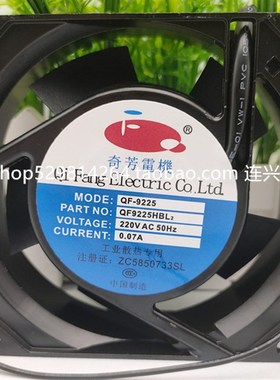 奇芳電機
Qi Fang Electric Co.Ltd
MODE: QF-9225
PART NO: QF9225HBL2
VOLTAGE: 220V AC 50Hz
CURRENT: 0.07A
工业散热专用
注册证: ZC5850733SL
中国制造